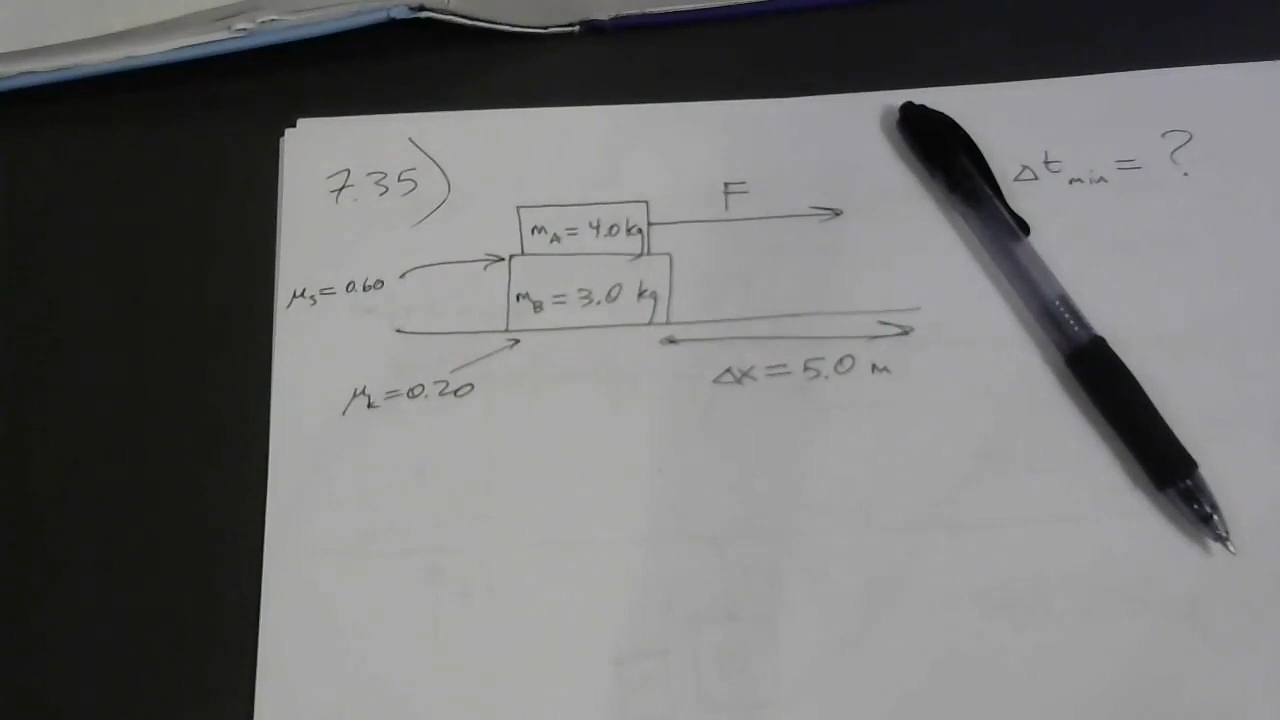 7.35)
Δt_min = ?
F
m_A = 4.0 kg
μ_s = 0.60
m_B = 3.0 kg
Δx = 5.0 m
μ_k = 0.20